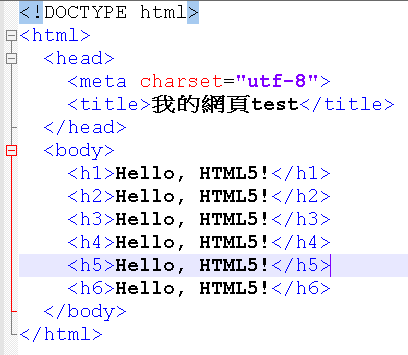 <!DOCTYPE html>
<html>
<head>
<meta charset="utf-8">
<title>我的網頁test</title>
</head>
<body>
<h1>Hello, HTML5!</h1>
<h2>Hello, HTML5!</h2>
<h3>Hello, HTML5!</h3>
<h4>Hello, HTML5!</h4>
<h5>Hello, HTML5!</h5>
<h6>Hello, HTML5!</h6>
</body>
</html>